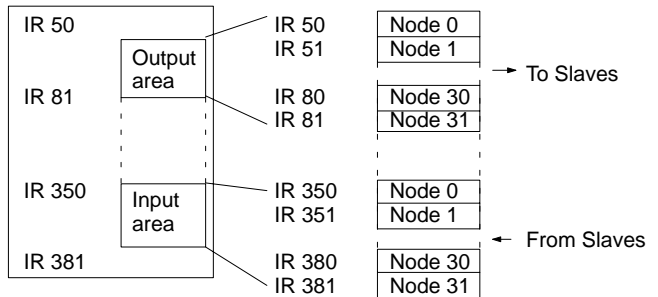 IR 50 IR 50 Node 0
IR 51 Node 1
Output
area
To Slaves
IR 81 IR 80 Node 30
IR 81 Node 31
IR 350 IR 350 Node 0
Input
area
IR 351 Node 1
From Slaves
IR 381 IR 380 Node 30
IR 381 Node 31